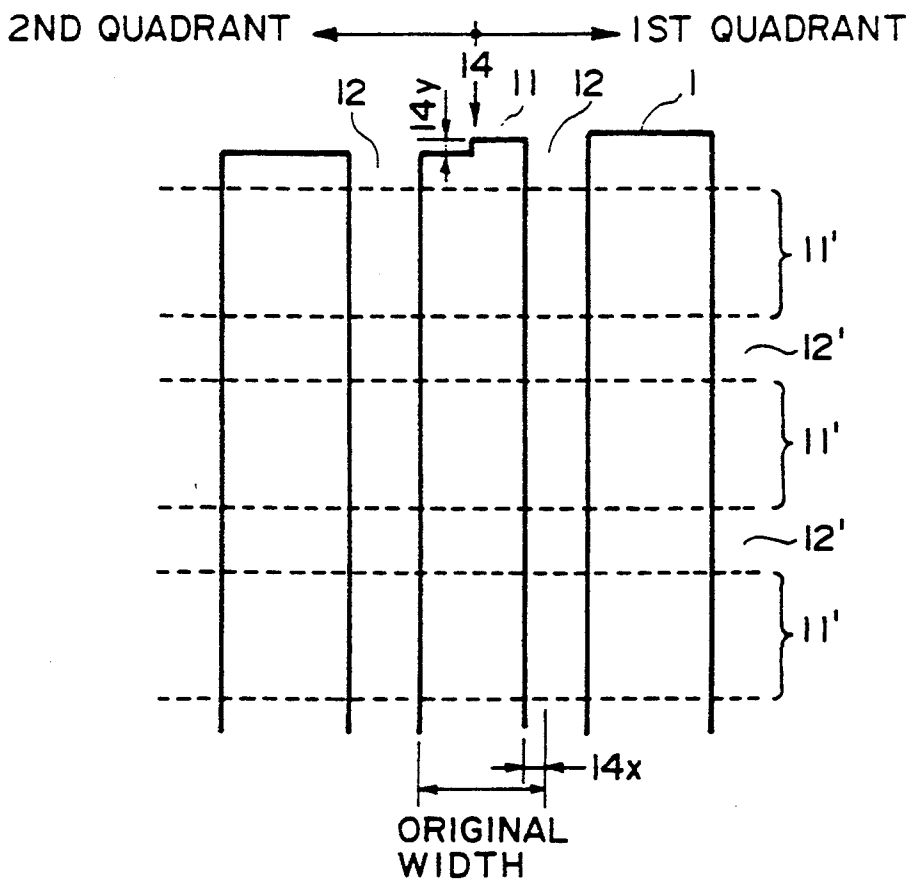 2ND QUADRANT 1ST QUADRANT
14
12 14y 11 12 1
11'
12'
11'
12'
11'
14x
ORIGINAL
WIDTH